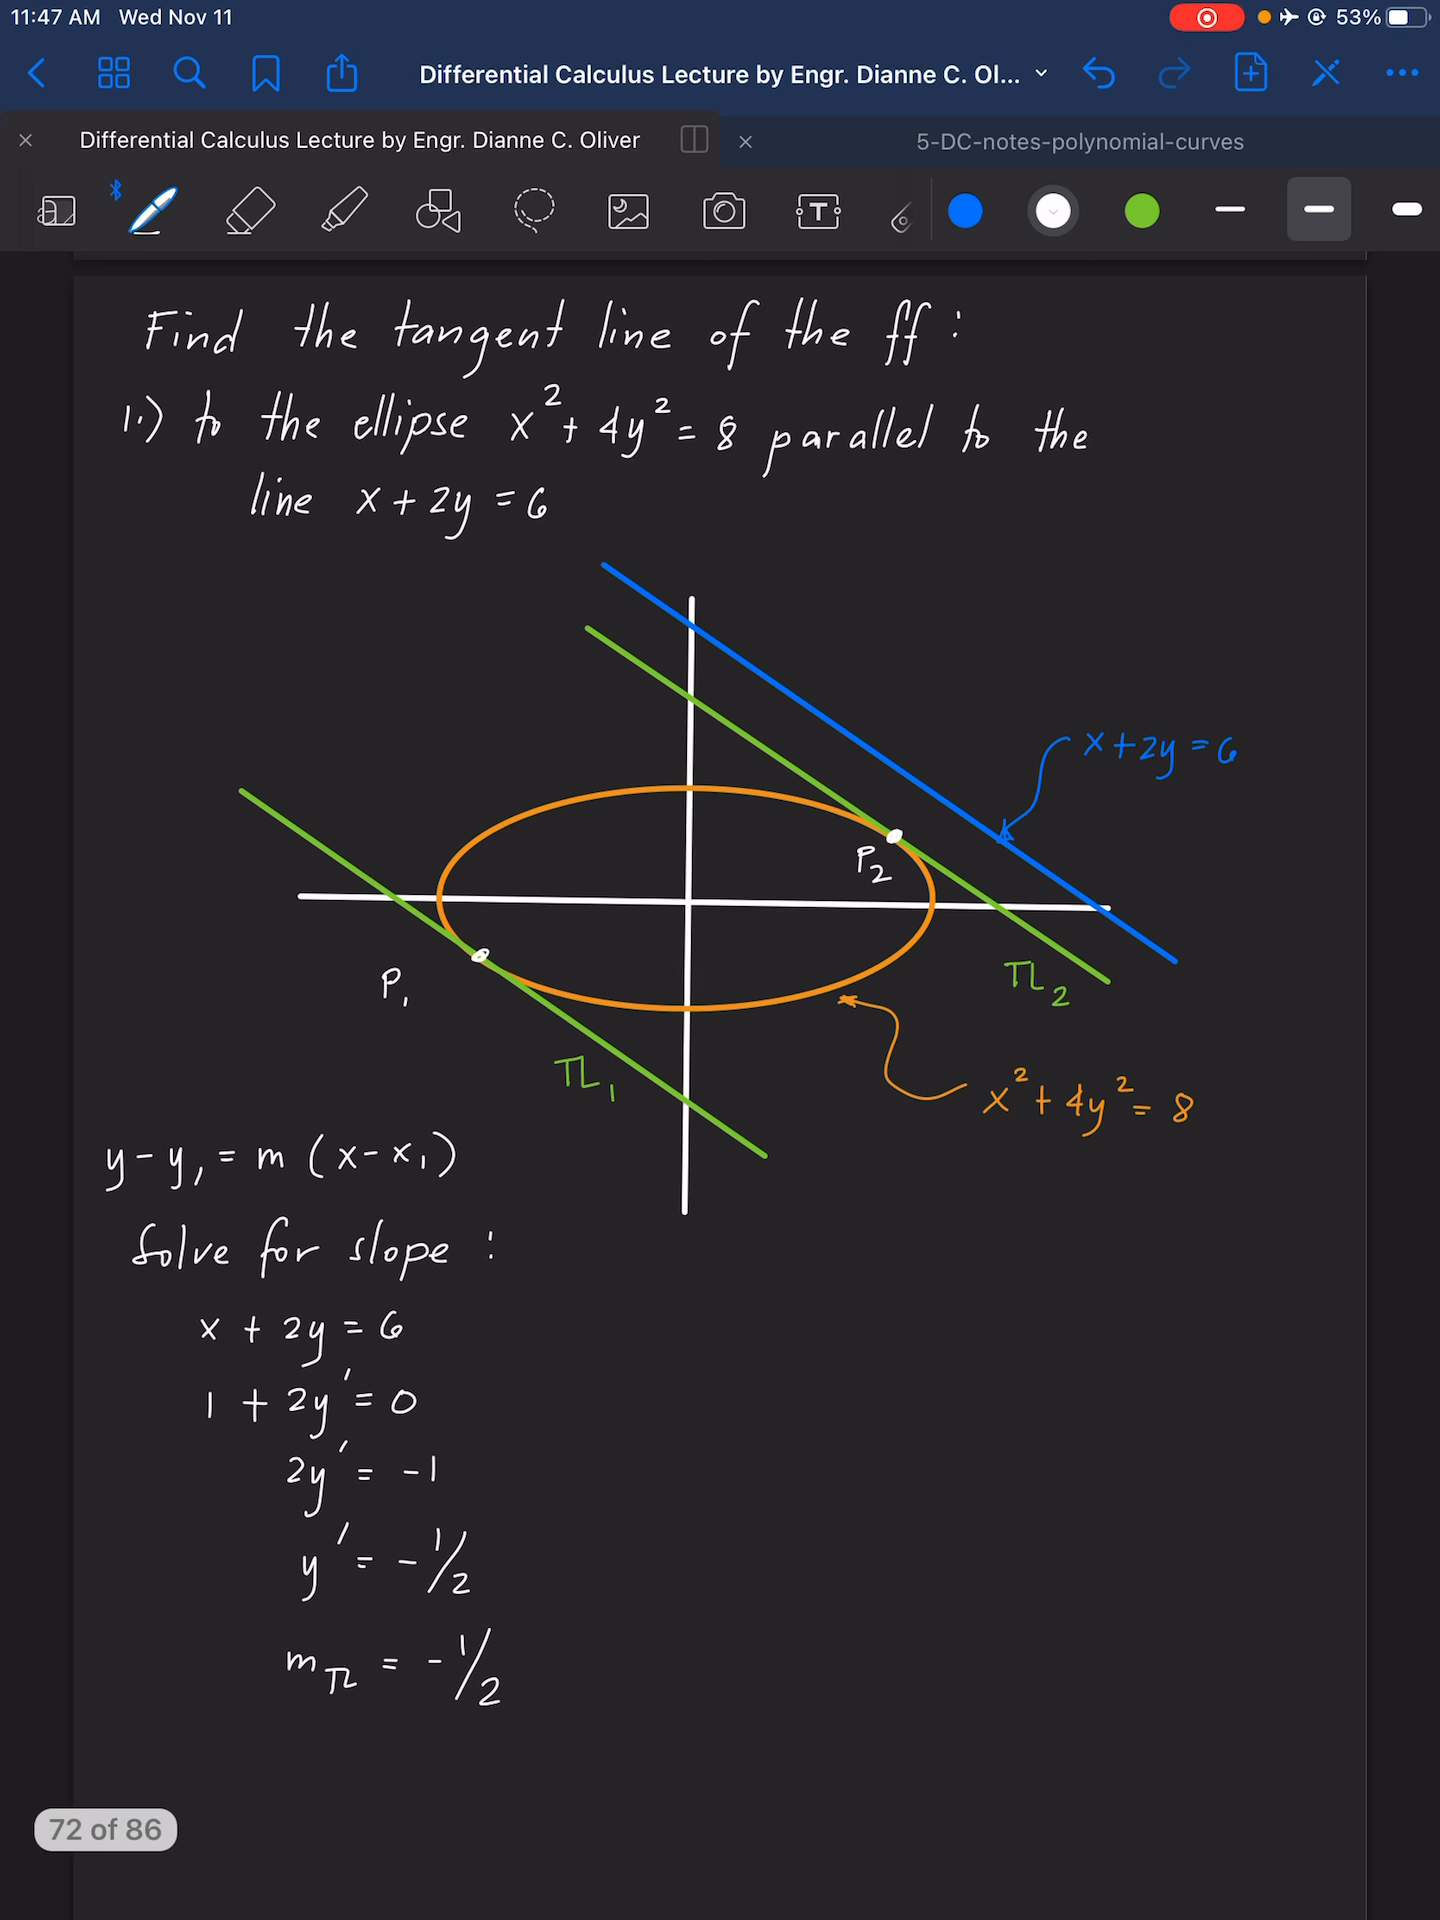 11:47 AM Wed Nov 11
53%
Differential Calculus Lecture by Engr. Dianne C. Ol...
Differential Calculus Lecture by Engr. Dianne C. Oliver
5-DC-notes-polynomial-curves
T
Find the tangent line of the ff :
1.) to the ellipse x² + 4y² = 8 parallel to the
line x + 2y = 6
x + 2y = 6
P₂
P₁
TL₂
TL₁
x² + 4y² = 8
y - y₁ = m (x - x₁)
Solve for slope :
x + 2y = 6
1 + 2y' = 0
2y' = -1
y' = -1/2
m TL = -1/2
72 of 86